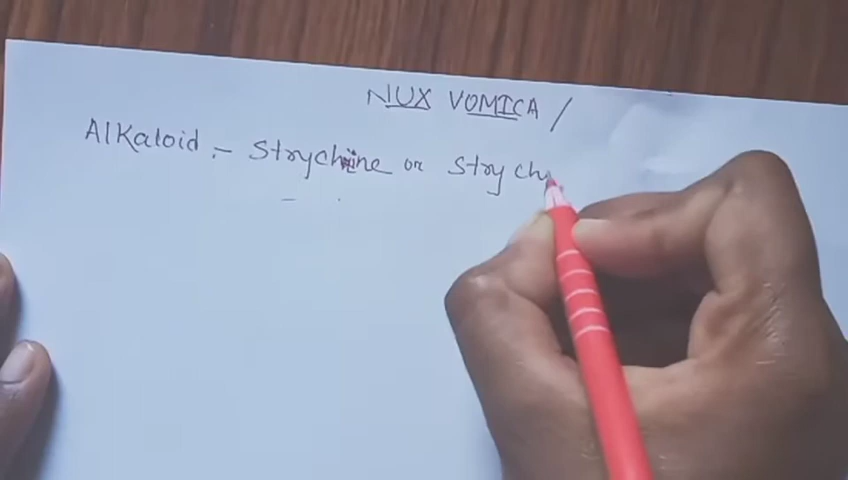 NUX VOMICA /
Alkaloid :- Strychine or Strych